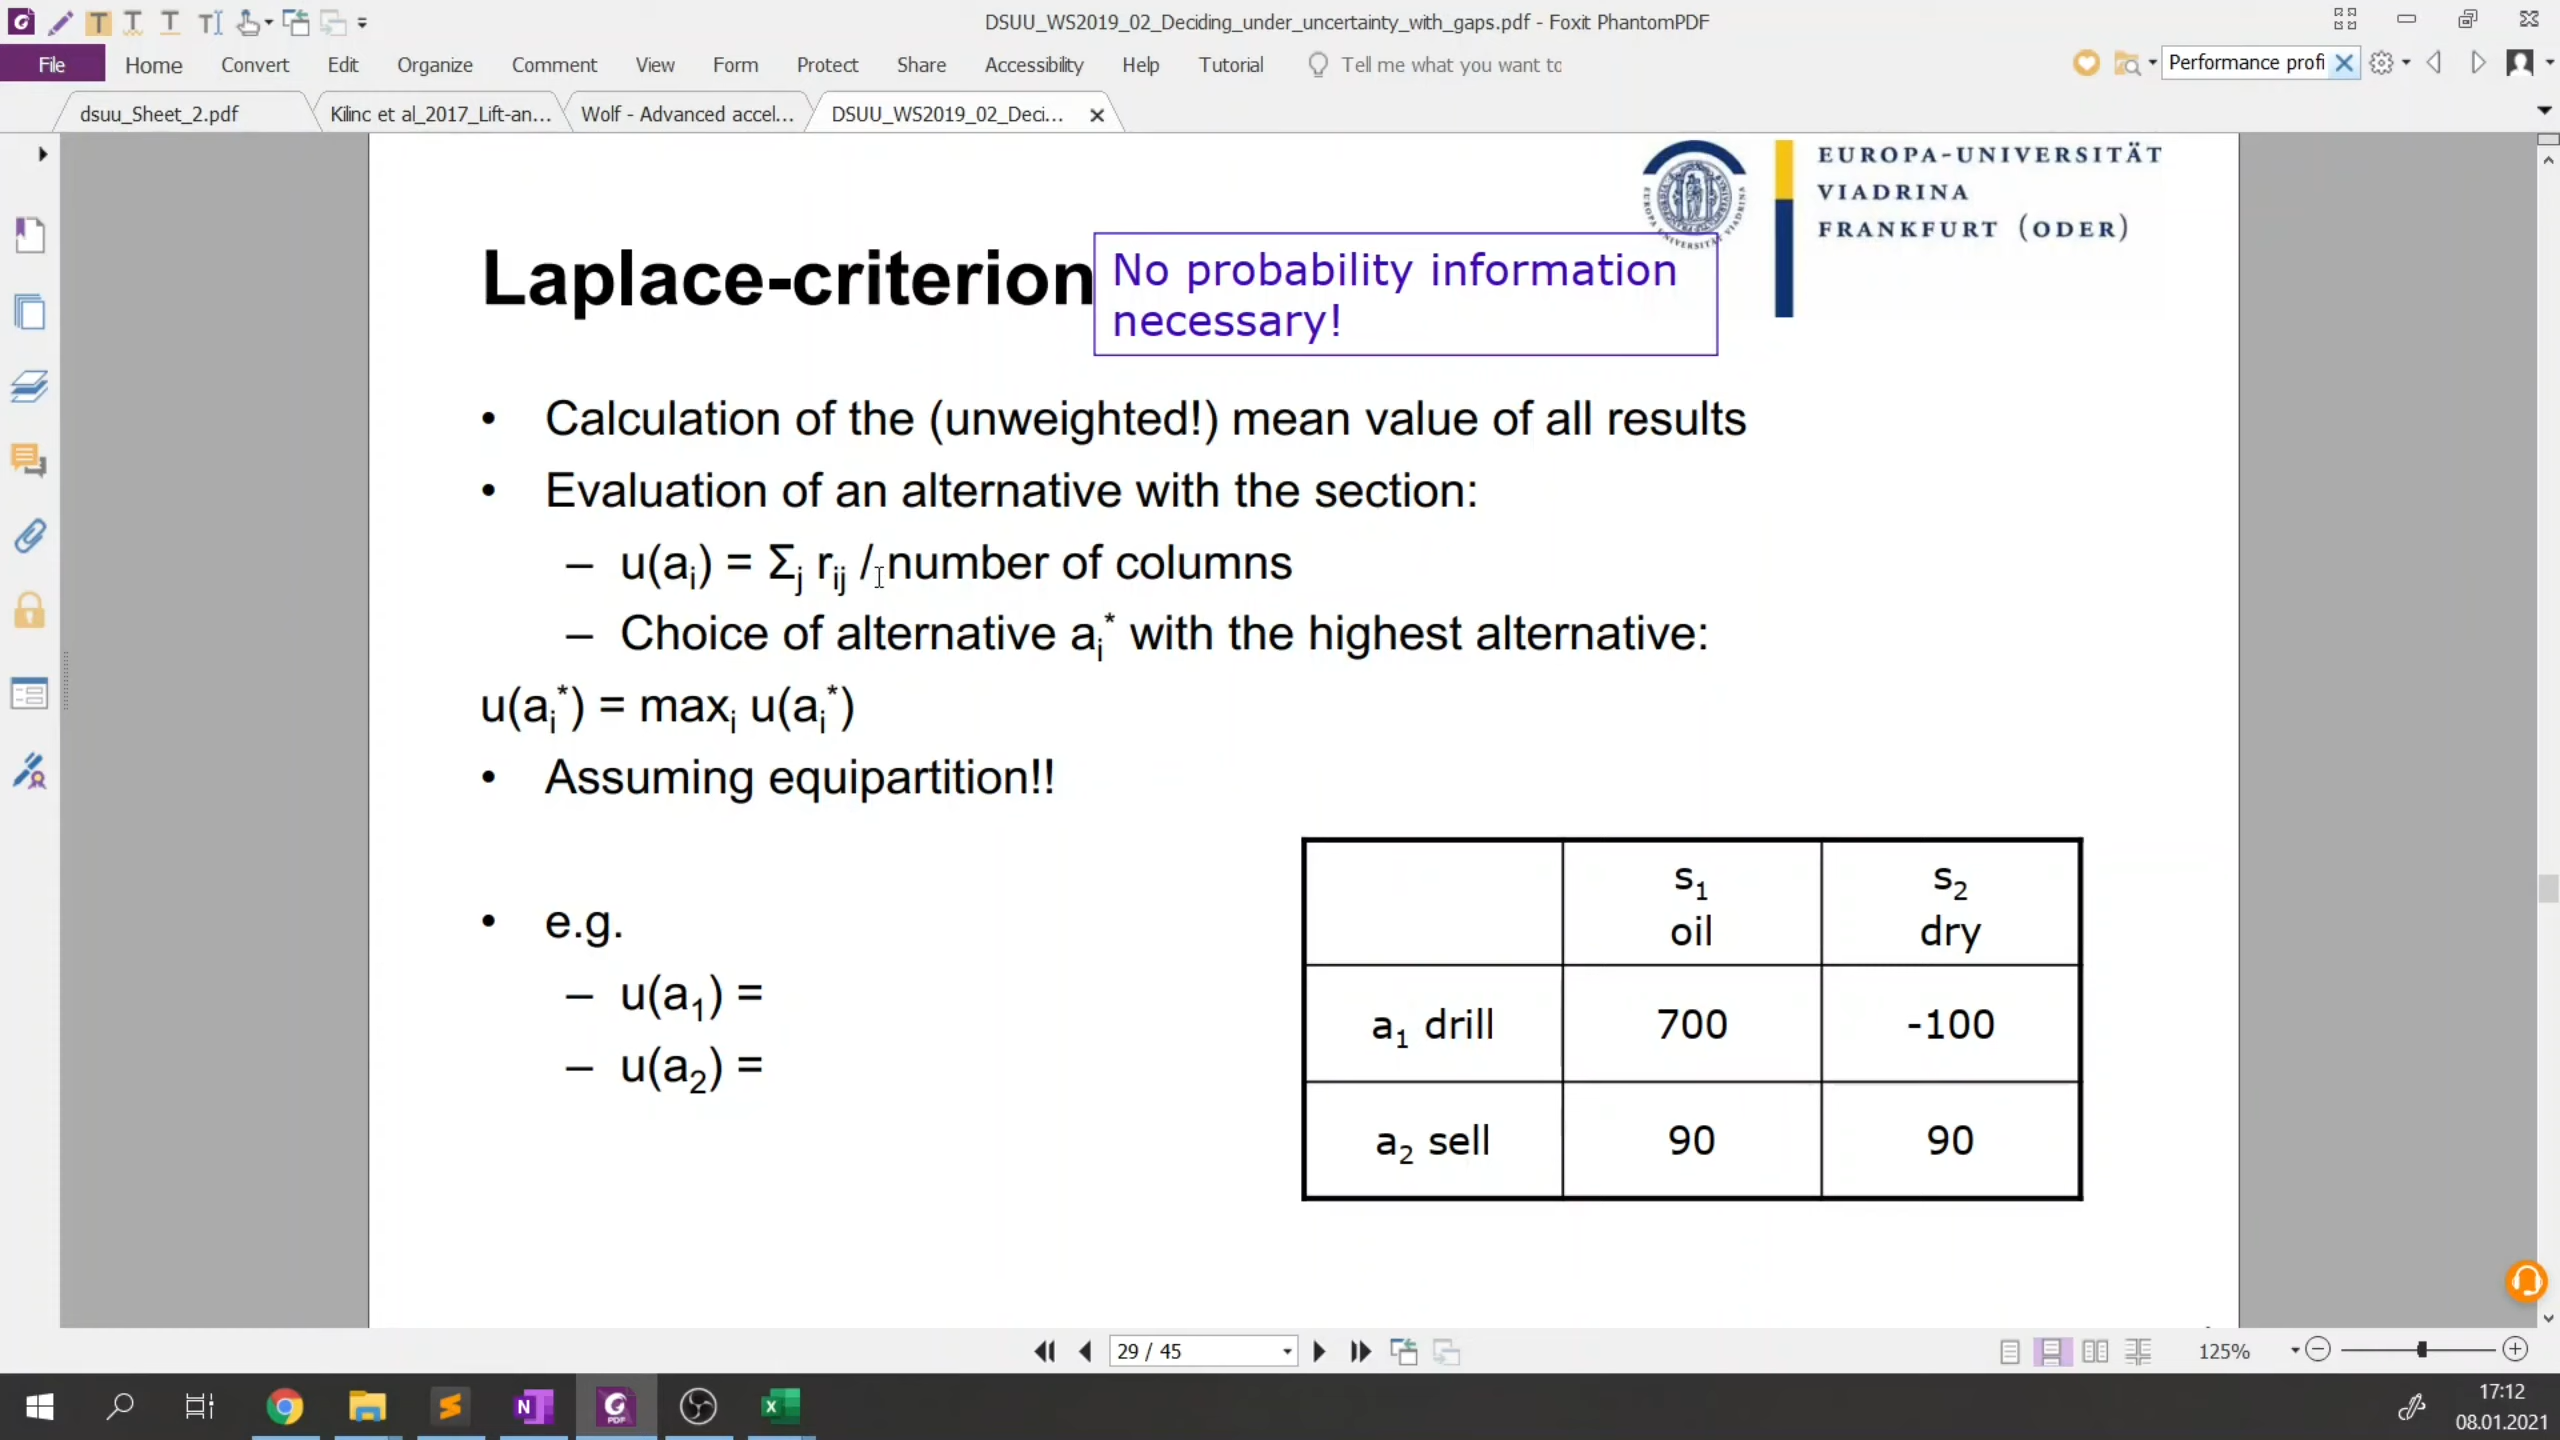 DSUU_WS2019_02_Deciding_under_uncertainty_with_gaps.pdf - Foxit PhantomPDF
File Home Convert Edit Organize Comment View Form Protect Share Accessibility Help Tutorial Tell me what you want to Performance profi
dsuu_Sheet_2.pdf Kilinc et al_2017_Lift-an... Wolf - Advanced accel... DSUU_WS2019_02_Deci...
EUROPA-UNIVERSITÄT
VIADRINA
FRANKFURT (ODER)
Laplace-criterion
No probability information
necessary!
• Calculation of the (unweighted!) mean value of all results
• Evaluation of an alternative with the section:
– u(ai) = Σj rij / number of columns
– Choice of alternative ai* with the highest alternative:
u(ai*) = maxi u(ai*)
• Assuming equipartition!!
• e.g.
– u(a1) =
– u(a2) =
s1 s2
oil dry
a1 drill 700 -100
a2 sell 90 90
29 / 45
125%
17:12
08.01.2021